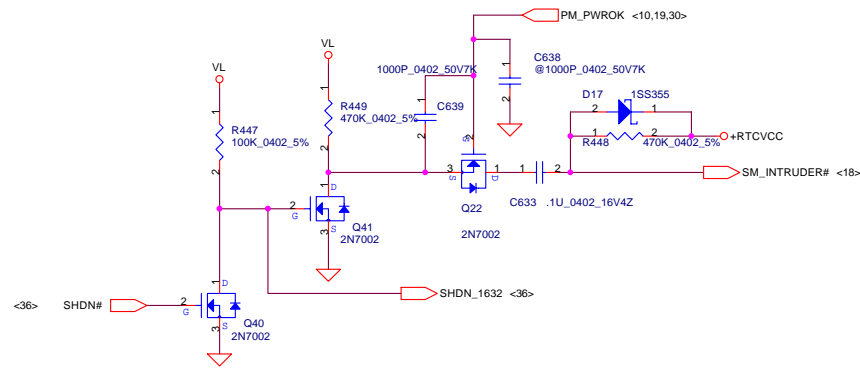 PM_PWROK <10,19,30>
VL
VL
1000P_0402_50V7K
C638
@1000P_0402_50V7K
C639
D17 1SS355
R449
470K_0402_5%
R447
100K_0402_5%
R448 470K_0402_5%
+RTCVCC
SM_INTRUDER# <18>
Q22
2N7002
C633 .1U_0402_16V4Z
Q41
2N7002
SHDN_1632 <36>
<36> SHDN#
Q40
2N7002
1
2
1
2
1
2
1
2
2 1
1 2
G
3 S
1 D
1 2
1
D
2
G
S
3
1
D
2
G
S
3